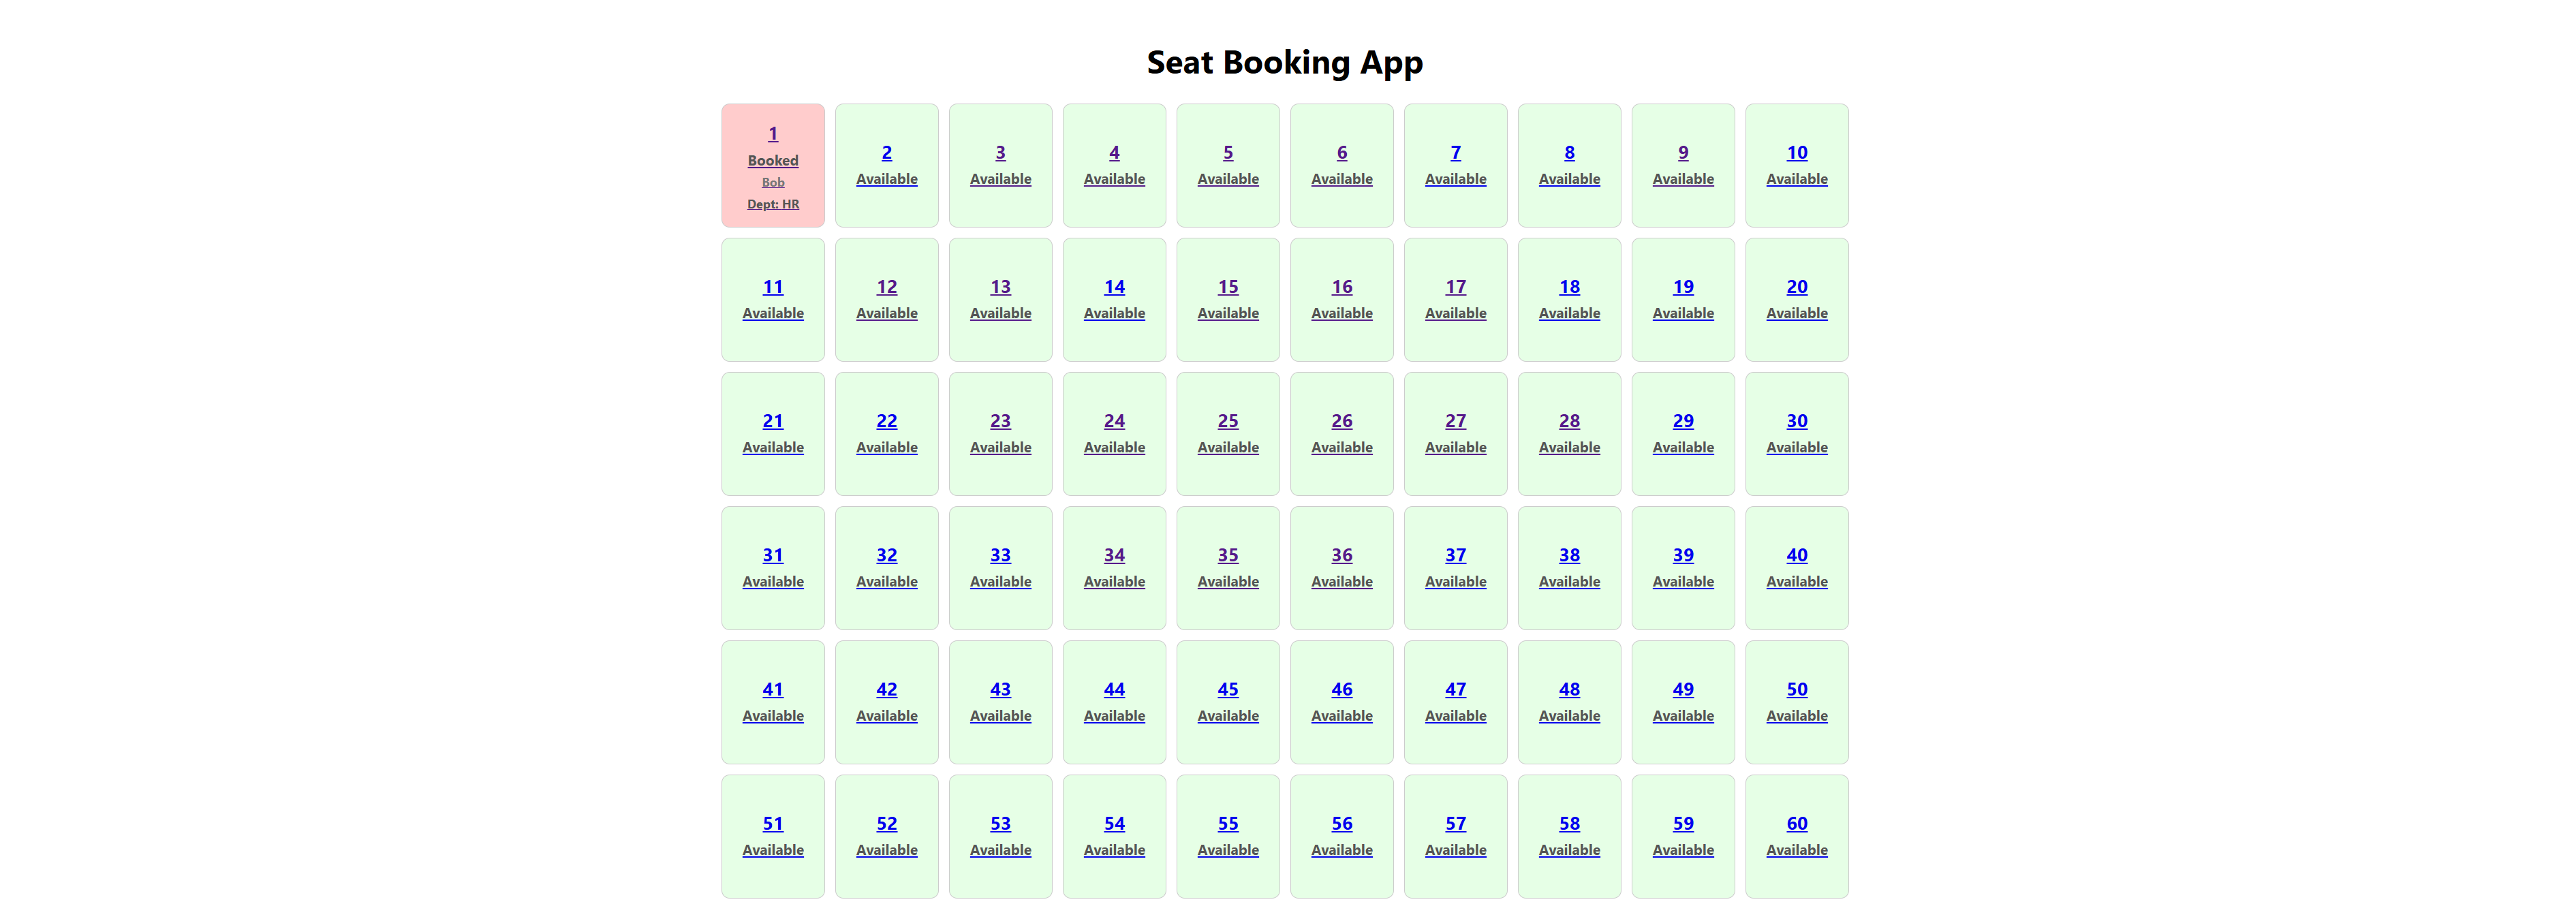 Seat Booking App
1 2 3 4 5 6 7 8 9 10
Booked Available Available Available Available Available Available Available Available Available
Bob
Dept: HR
11 12 13 14 15 16 17 18 19 20
Available Available Available Available Available Available Available Available Available Available
21 22 23 24 25 26 27 28 29 30
Available Available Available Available Available Available Available Available Available Available
31 32 33 34 35 36 37 38 39 40
Available Available Available Available Available Available Available Available Available Available
41 42 43 44 45 46 47 48 49 50
Available Available Available Available Available Available Available Available Available Available
51 52 53 54 55 56 57 58 59 60
Available Available Available Available Available Available Available Available Available Available